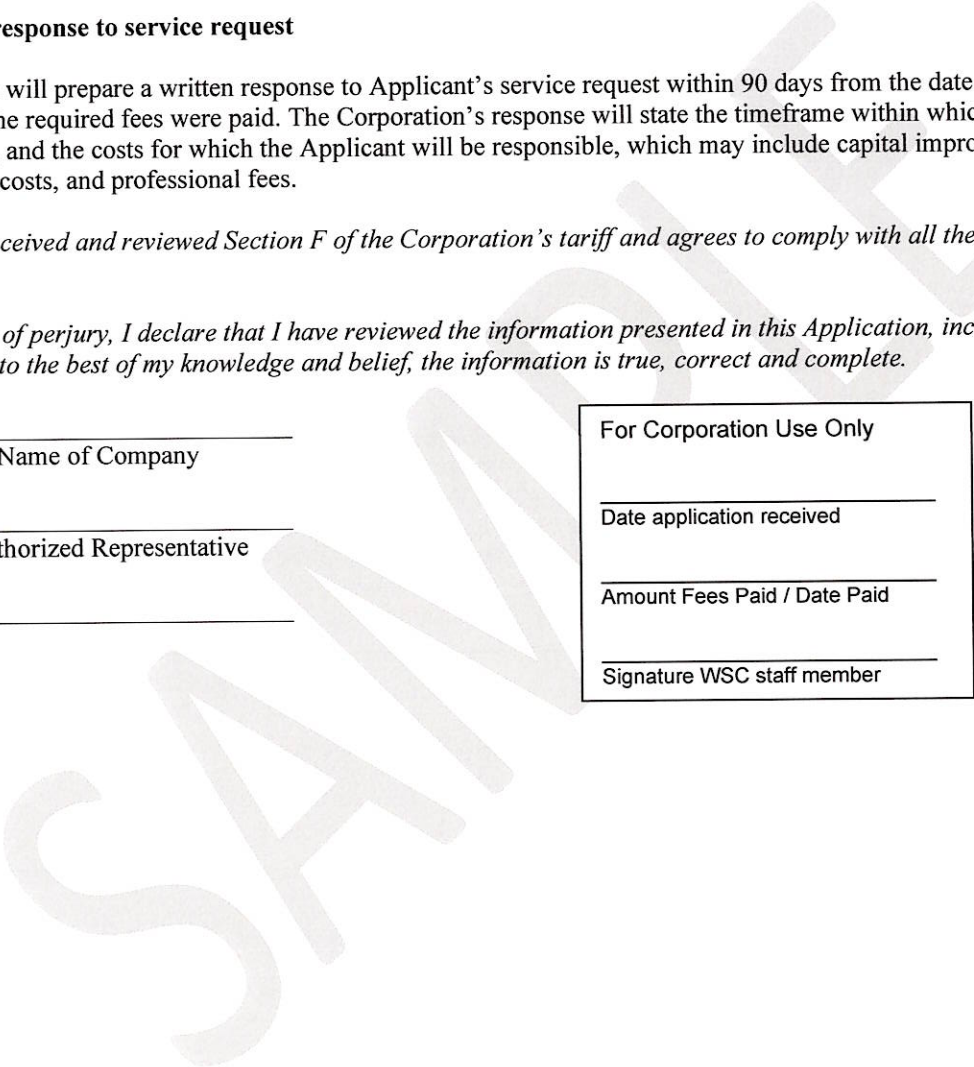 response to service request
will prepare a written response to Applicant's service request within 90 days from the date
he required fees were paid. The Corporation's response will state the timeframe within whic
and the costs for which the Applicant will be responsible, which may include capital impro
costs, and professional fees.
ceived and reviewed Section F of the Corporation's tariff and agrees to comply with all the
of perjury, I declare that I have reviewed the information presented in this Application, inc
to the best of my knowledge and belief, the information is true, correct and complete.
Name of Company
thorized Representative
For Corporation Use Only
Date application received
Amount Fees Paid / Date Paid
Signature WSC staff member
SAMPLE